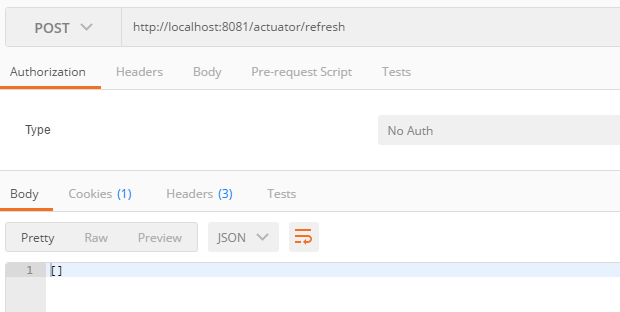 POST http://localhost:8081/actuator/refresh
Authorization Headers Body Pre-request Script Tests
Type No Auth
Body Cookies (1) Headers (3) Tests
Pretty Raw Preview JSON
1 []